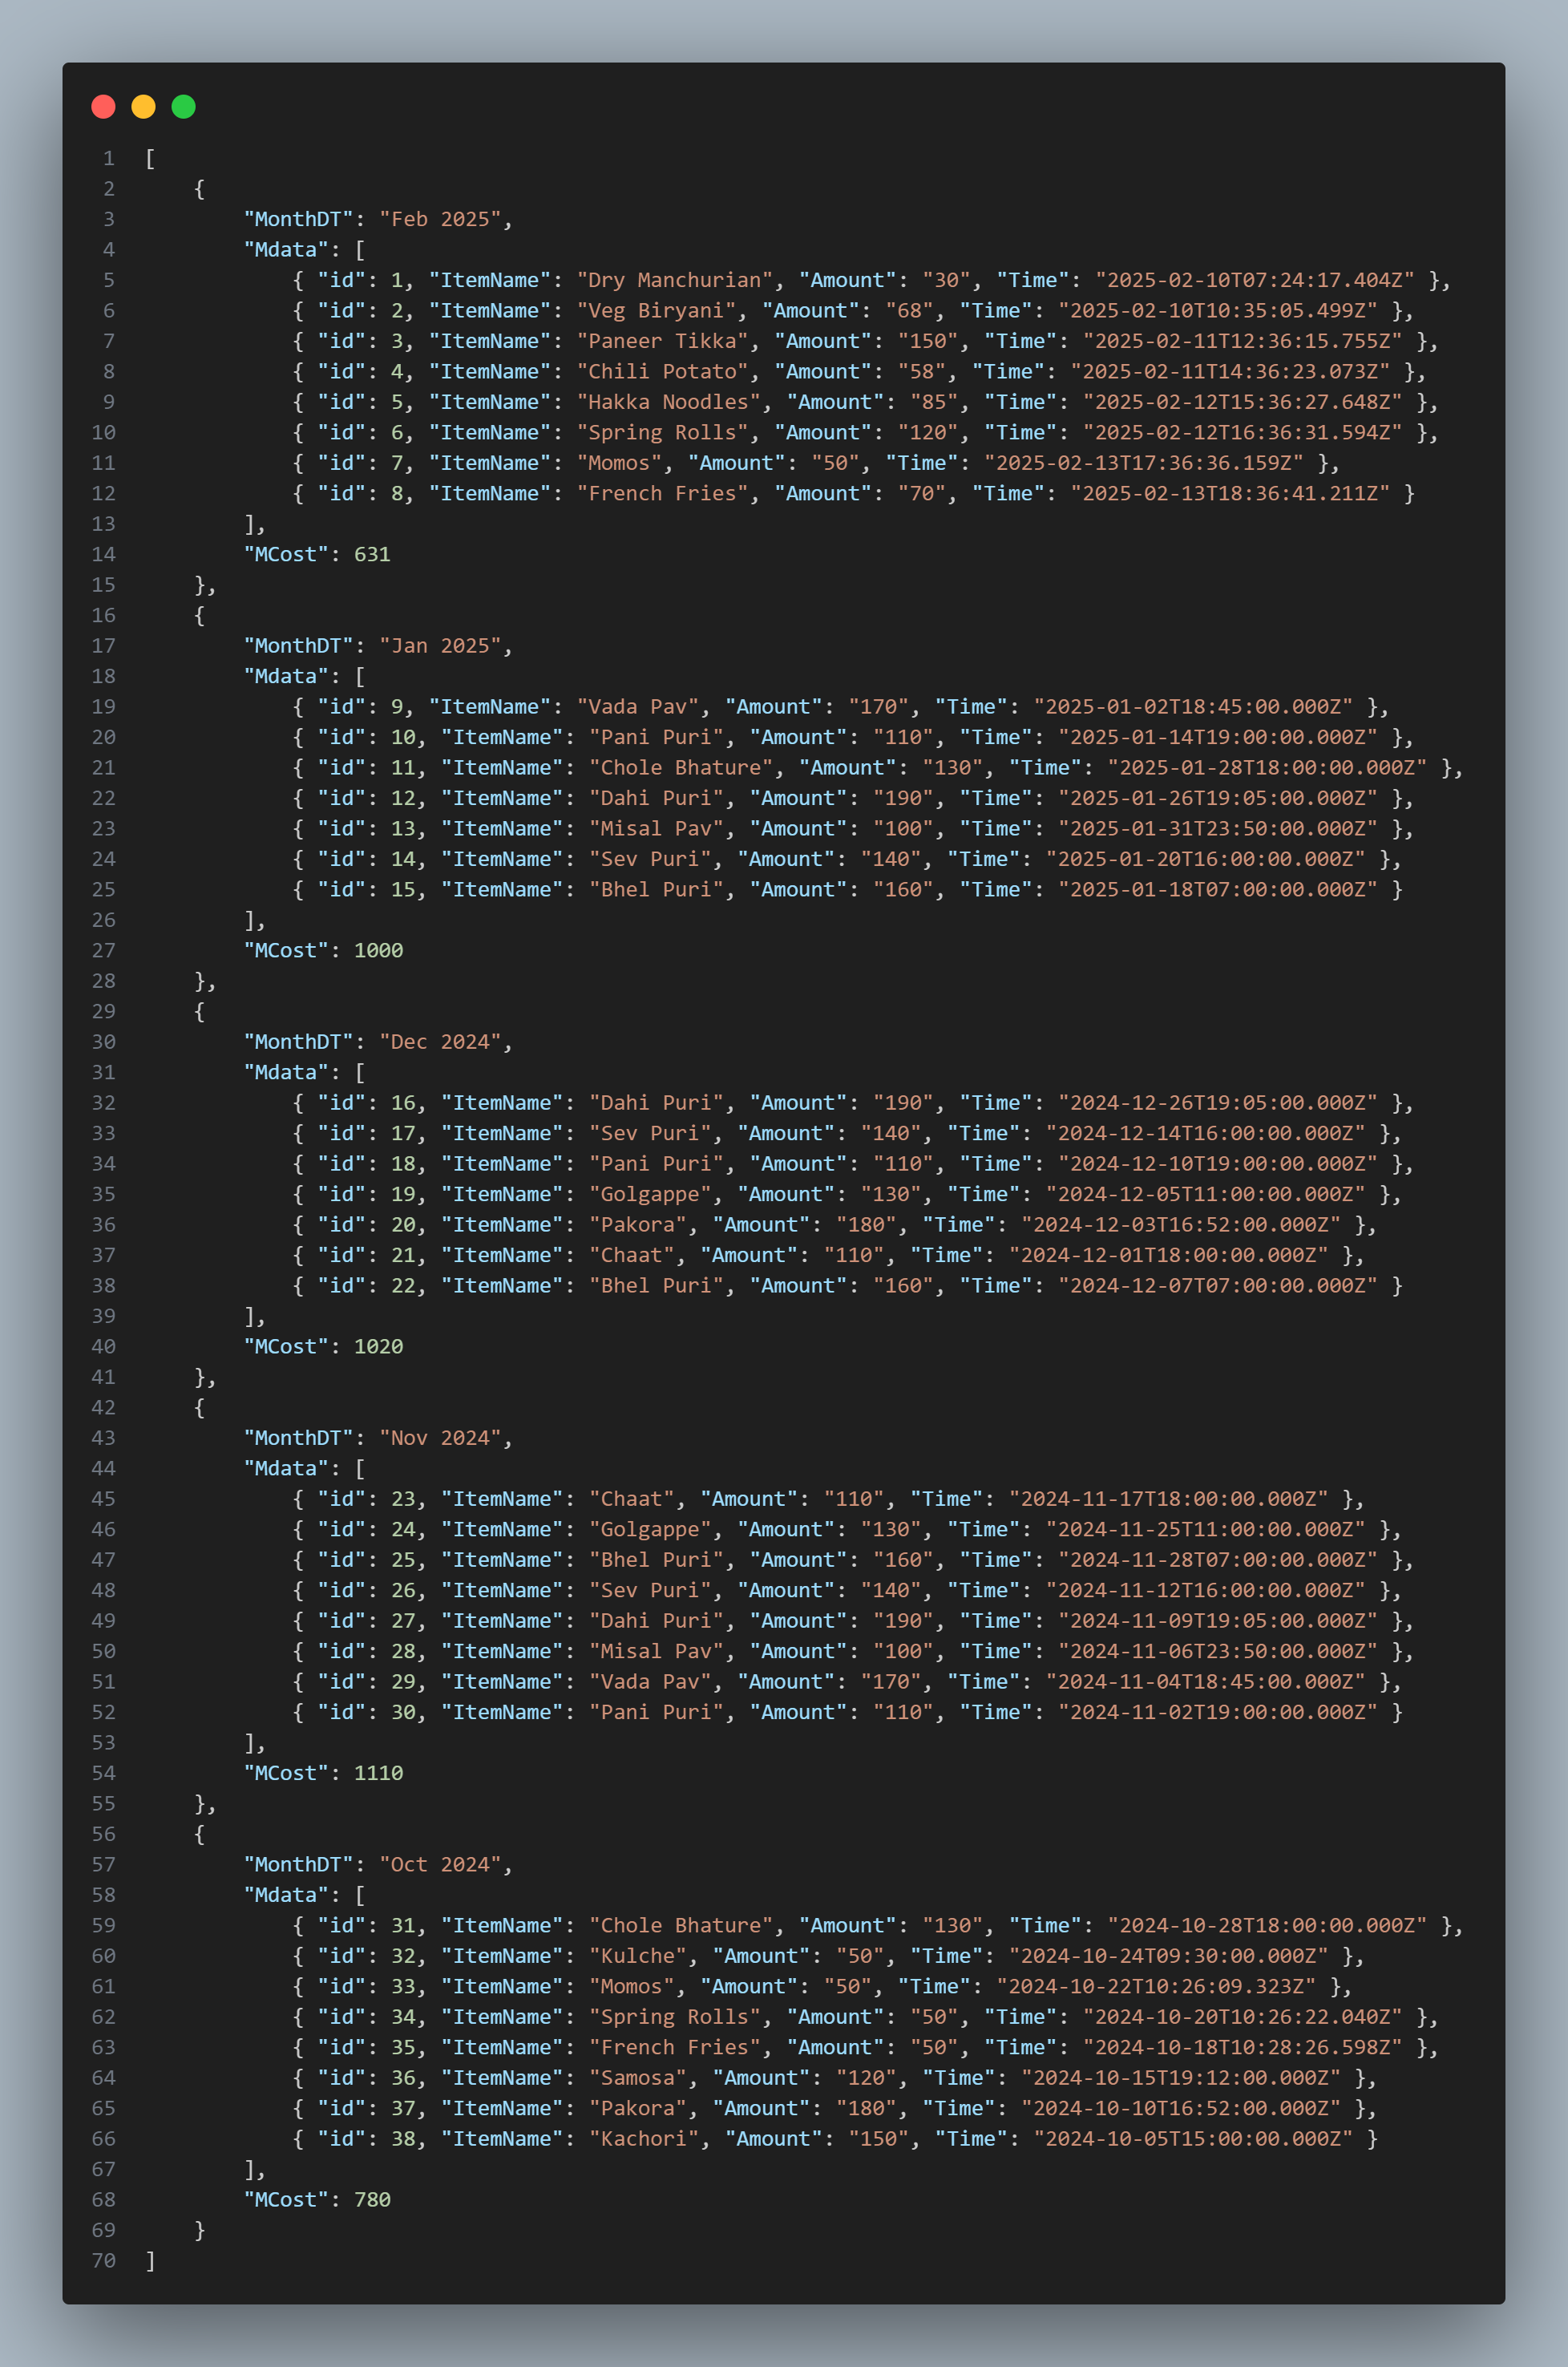 1 [
2     {
3         "MonthDT": "Feb 2025",
4         "Mdata": [
5             { "id": 1, "ItemName": "Dry Manchurian", "Amount": "30", "Time": "2025-02-10T07:24:17.404Z" },
6             { "id": 2, "ItemName": "Veg Biryani", "Amount": "68", "Time": "2025-02-10T10:35:05.499Z" },
7             { "id": 3, "ItemName": "Paneer Tikka", "Amount": "150", "Time": "2025-02-11T12:36:15.755Z" },
8             { "id": 4, "ItemName": "Chili Potato", "Amount": "58", "Time": "2025-02-11T14:36:23.073Z" },
9             { "id": 5, "ItemName": "Hakka Noodles", "Amount": "85", "Time": "2025-02-12T15:36:27.648Z" },
10             { "id": 6, "ItemName": "Spring Rolls", "Amount": "120", "Time": "2025-02-12T16:36:31.594Z" },
11             { "id": 7, "ItemName": "Momos", "Amount": "50", "Time": "2025-02-13T17:36:36.159Z" },
12             { "id": 8, "ItemName": "French Fries", "Amount": "70", "Time": "2025-02-13T18:36:41.211Z" }
13         ],
14         "MCost": 631
15     },
16     {
17         "MonthDT": "Jan 2025",
18         "Mdata": [
19             { "id": 9, "ItemName": "Vada Pav", "Amount": "170", "Time": "2025-01-02T18:45:00.000Z" },
20             { "id": 10, "ItemName": "Pani Puri", "Amount": "110", "Time": "2025-01-14T19:00:00.000Z" },
21             { "id": 11, "ItemName": "Chole Bhature", "Amount": "130", "Time": "2025-01-28T18:00:00.000Z" },
22             { "id": 12, "ItemName": "Dahi Puri", "Amount": "190", "Time": "2025-01-26T19:05:00.000Z" },
23             { "id": 13, "ItemName": "Misal Pav", "Amount": "100", "Time": "2025-01-31T23:50:00.000Z" },
24             { "id": 14, "ItemName": "Sev Puri", "Amount": "140", "Time": "2025-01-20T16:00:00.000Z" },
25             { "id": 15, "ItemName": "Bhel Puri", "Amount": "160", "Time": "2025-01-18T07:00:00.000Z" }
26         ],
27         "MCost": 1000
28     },
29     {
30         "MonthDT": "Dec 2024",
31         "Mdata": [
32             { "id": 16, "ItemName": "Dahi Puri", "Amount": "190", "Time": "2024-12-26T19:05:00.000Z" },
33             { "id": 17, "ItemName": "Sev Puri", "Amount": "140", "Time": "2024-12-14T16:00:00.000Z" },
34             { "id": 18, "ItemName": "Pani Puri", "Amount": "110", "Time": "2024-12-10T19:00:00.000Z" },
35             { "id": 19, "ItemName": "Golgappe", "Amount": "130", "Time": "2024-12-05T11:00:00.000Z" },
36             { "id": 20, "ItemName": "Pakora", "Amount": "180", "Time": "2024-12-03T16:52:00.000Z" },
37             { "id": 21, "ItemName": "Chaat", "Amount": "110", "Time": "2024-12-01T18:00:00.000Z" },
38             { "id": 22, "ItemName": "Bhel Puri", "Amount": "160", "Time": "2024-12-07T07:00:00.000Z" }
39         ],
40         "MCost": 1020
41     },
42     {
43         "MonthDT": "Nov 2024",
44         "Mdata": [
45             { "id": 23, "ItemName": "Chaat", "Amount": "110", "Time": "2024-11-17T18:00:00.000Z" },
46             { "id": 24, "ItemName": "Golgappe", "Amount": "130", "Time": "2024-11-25T11:00:00.000Z" },
47             { "id": 25, "ItemName": "Bhel Puri", "Amount": "160", "Time": "2024-11-28T07:00:00.000Z" },
48             { "id": 26, "ItemName": "Sev Puri", "Amount": "140", "Time": "2024-11-12T16:00:00.000Z" },
49             { "id": 27, "ItemName": "Dahi Puri", "Amount": "190", "Time": "2024-11-09T19:05:00.000Z" },
50             { "id": 28, "ItemName": "Misal Pav", "Amount": "100", "Time": "2024-11-06T23:50:00.000Z" },
51             { "id": 29, "ItemName": "Vada Pav", "Amount": "170", "Time": "2024-11-04T18:45:00.000Z" },
52             { "id": 30, "ItemName": "Pani Puri", "Amount": "110", "Time": "2024-11-02T19:00:00.000Z" }
53         ],
54         "MCost": 1110
55     },
56     {
57         "MonthDT": "Oct 2024",
58         "Mdata": [
59             { "id": 31, "ItemName": "Chole Bhature", "Amount": "130", "Time": "2024-10-28T18:00:00.000Z" },
60             { "id": 32, "ItemName": "Kulche", "Amount": "50", "Time": "2024-10-24T09:30:00.000Z" },
61             { "id": 33, "ItemName": "Momos", "Amount": "50", "Time": "2024-10-22T10:26:09.323Z" },
62             { "id": 34, "ItemName": "Spring Rolls", "Amount": "50", "Time": "2024-10-20T10:26:22.040Z" },
63             { "id": 35, "ItemName": "French Fries", "Amount": "50", "Time": "2024-10-18T10:28:26.598Z" },
64             { "id": 36, "ItemName": "Samosa", "Amount": "120", "Time": "2024-10-15T19:12:00.000Z" },
65             { "id": 37, "ItemName": "Pakora", "Amount": "180", "Time": "2024-10-10T16:52:00.000Z" },
66             { "id": 38, "ItemName": "Kachori", "Amount": "150", "Time": "2024-10-05T15:00:00.000Z" }
67         ],
68         "MCost": 780
69     }
70 ]